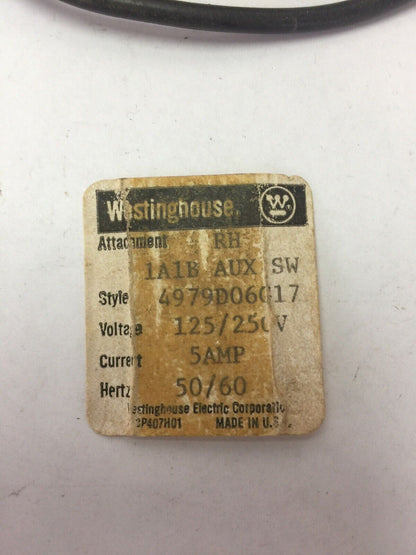 Westinghouse
W
Attachment RH
1A1B AUX SW
Style 4979D06G17
Voltage 125/250V
Current 5AMP
Hertz 50/60
Westinghouse Electric Corporation
MADE IN U.S.A.